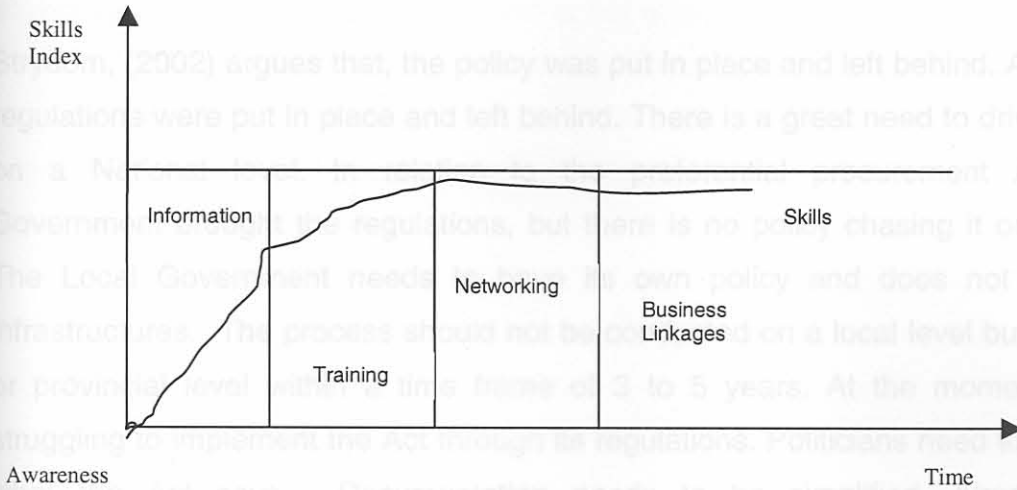 Skills
Index
Strydom, (2002) argues that, the policy was put in place and left behind. A
regulations were put in place and left behind. There is a great need to
on a National level. In relation to the preferential procurement
Information
Skills
Government brought the regulations, but there is no policy chasing it
Networking
The Local Government needs to have its own policy and does not
Business
Linkages
infrastructures. The process should not be conducted on a local level
Training
or provincial level within a time frame of 3 to 5 years. At the
struggling to implement the Act through its regulations. Politicians need
Awareness
Time